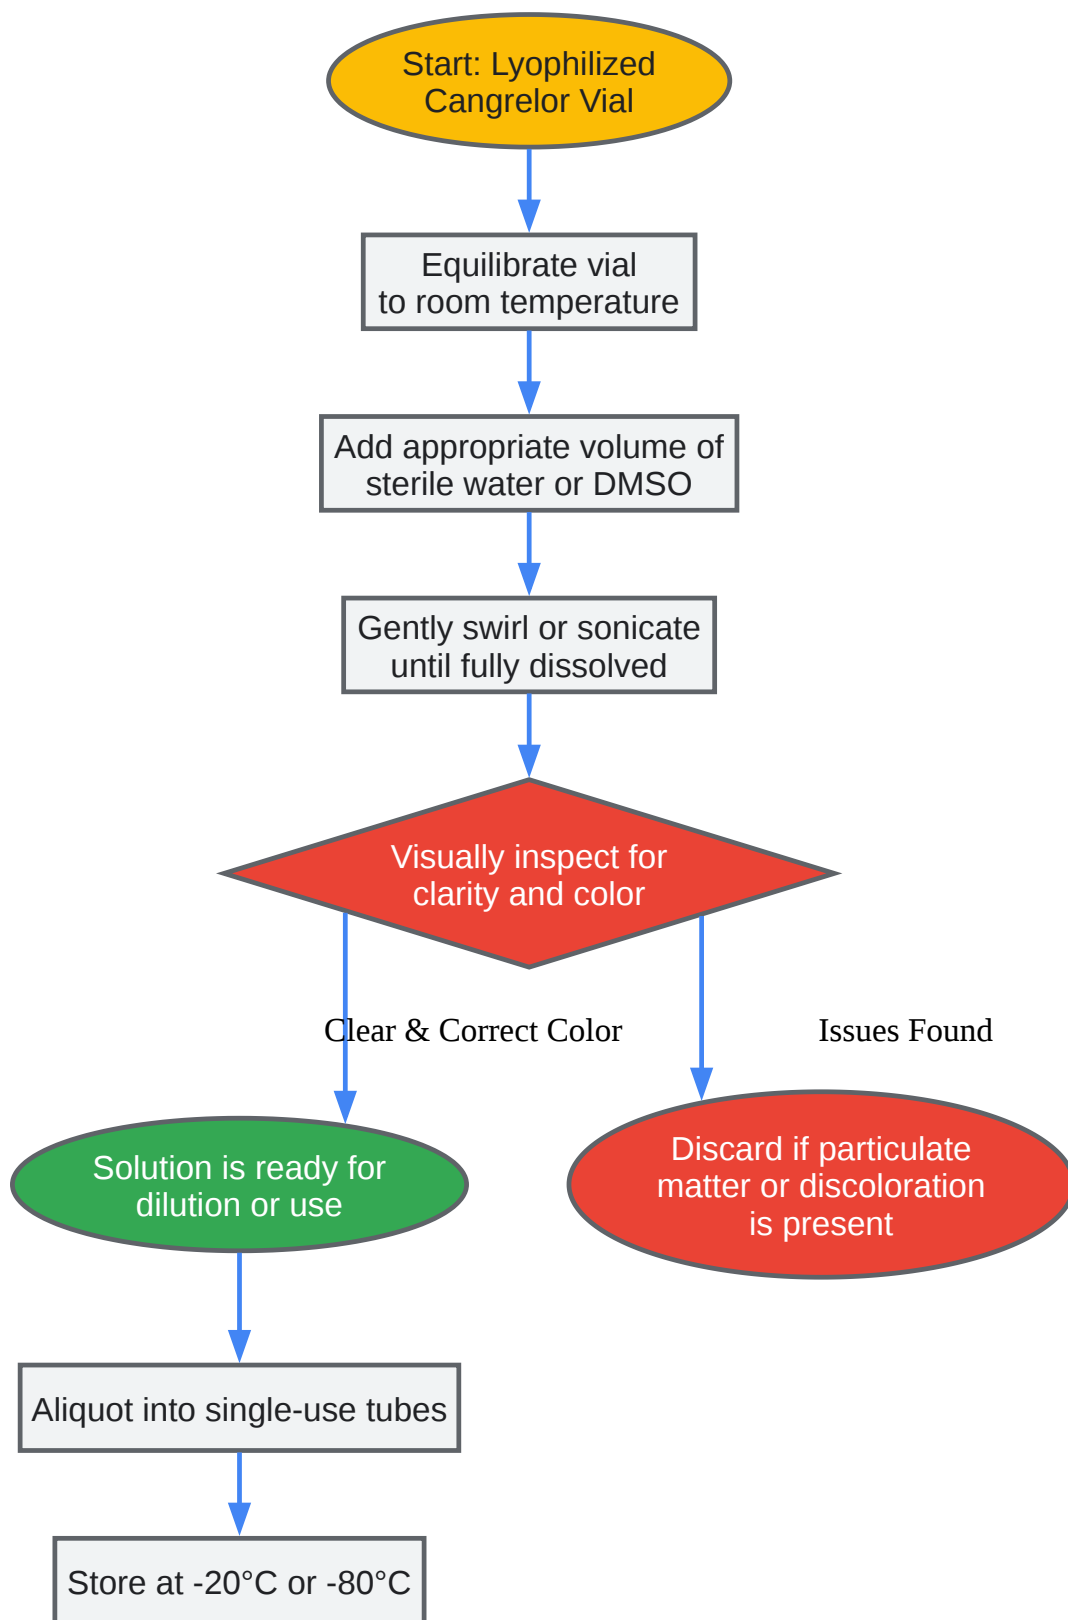 Start: Lyophilized
Cangrelor Vial
Equilibrate vial
to room temperature
Add appropriate volume of
sterile water or DMSO
Gently swirl or sonicate
until fully dissolved
Visually inspect for
clarity and color
Clear & Correct Color
Issues Found
Solution is ready for
dilution or use
Discard if particulate
matter or discoloration
is present
Aliquot into single-use tubes
Store at -20°C or -80°C